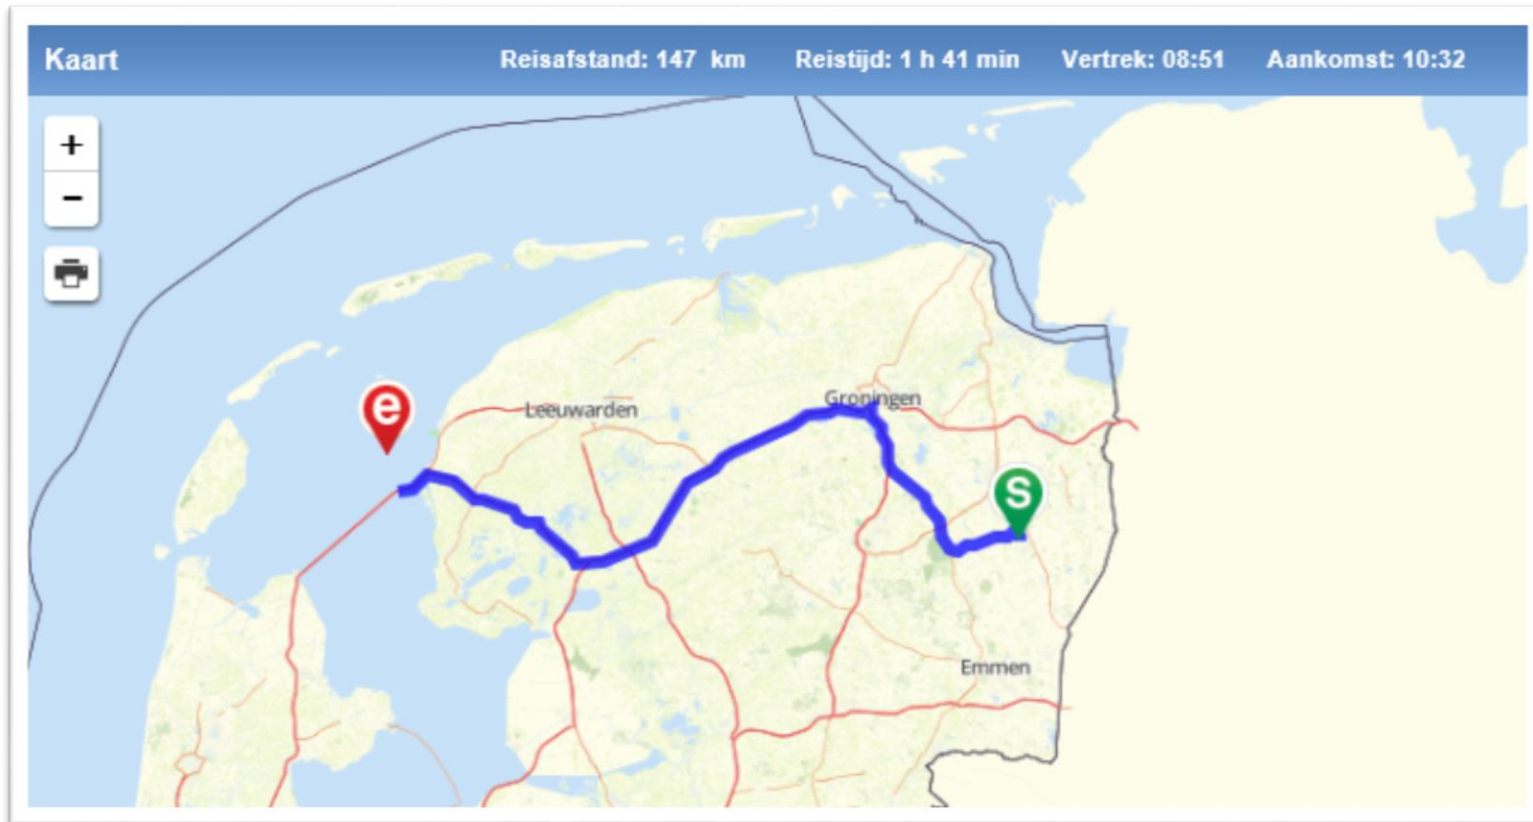 Kaart Reisafstand: 147 km Reistijd: 1 h 41 min Vertrek: 08:51 Aankomst: 10:32
+
−
e
Groningen
Leeuwarden
S
Emmen